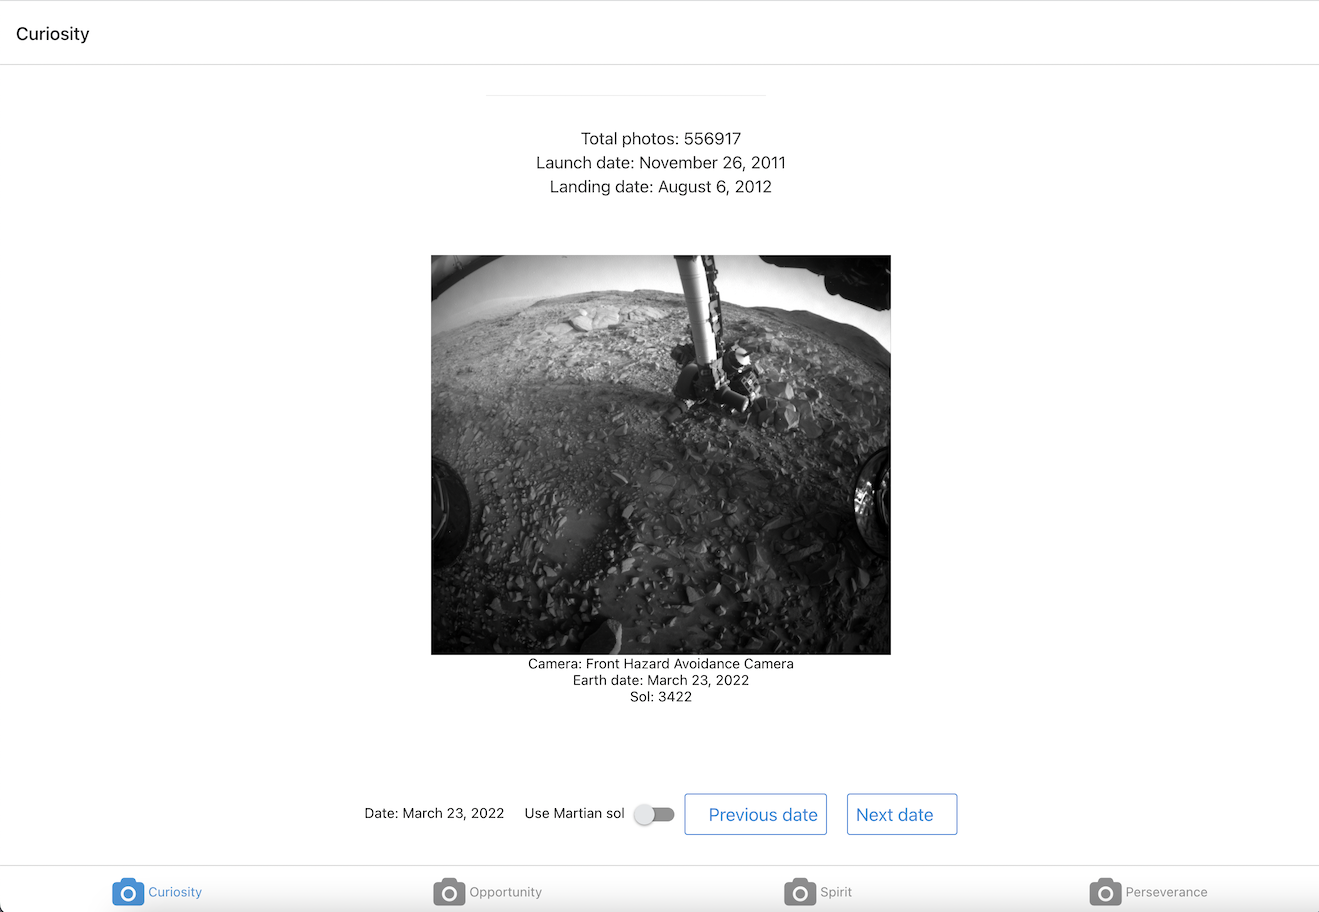 Curiosity
Total photos: 556917
Launch date: November 26, 2011
Landing date: August 6, 2012
Camera: Front Hazard Avoidance Camera
Earth date: March 23, 2022
Sol: 3422
Date: March 23, 2022 Use Martian sol Previous date Next date
Curiosity Opportunity Spirit Perseverance